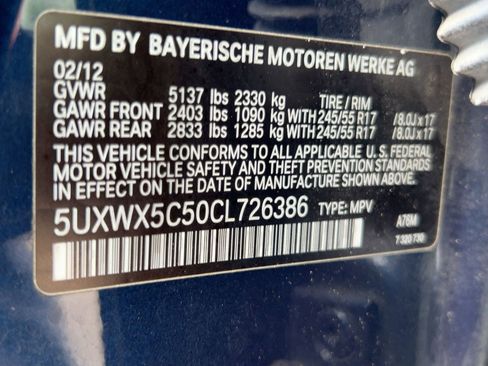 MFD BY BAYERISCHE MOTOREN WERKE AG
02/12
GVWR 5137 lbs 2330 kg TIRE / RIM
GAWR FRONT 2403 lbs 1090 kg WITH 245/55 R17 / 8.0J x 17
GAWR REAR 2833 lbs 1285 kg WITH 245/55 R17 / 8.0J x 17
THIS VEHICLE CONFORMS TO ALL APPLICABLE U. S. FEDERAL
MOTOR VEHICLE SAFETY AND THEFT PREVENTION STANDARDS
IN EFFECT ON THE DATE OF MANUFACTURE SHOWN ABOVE.
5UXWX5C50CL726386 TYPE: MPV
A76M
7 320 730